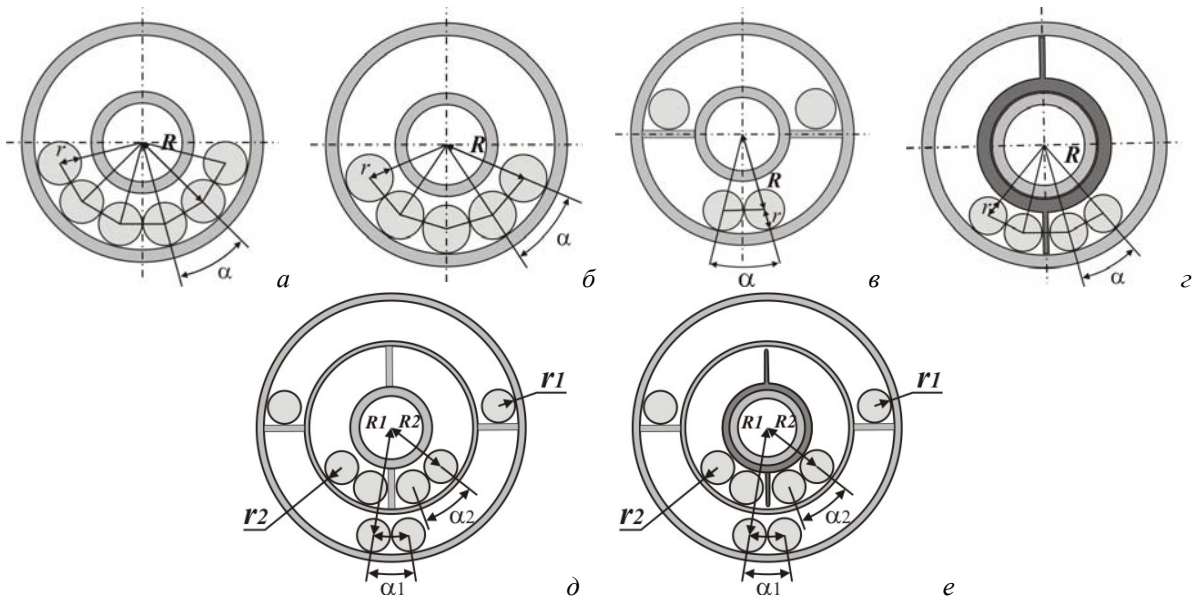 r R α а
r R α б
R r α в
R r α г
R1 R2 r1 r2 α2 α1 д
R1 R2 r1 r2 α2 α1 е